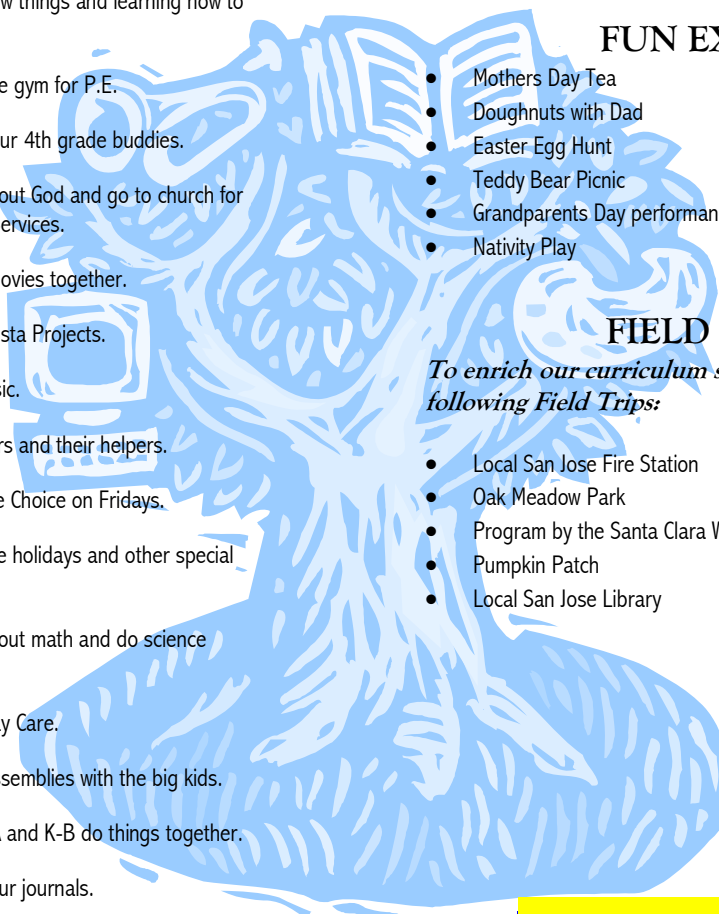 w things and learning how to
e gym for P.E.
ur 4th grade buddies.
out God and go to church for
ervices.
ovies together.
sta Projects.
sic.
rs and their helpers.
e Choice on Fridays.
e holidays and other special
out math and do science
y Care.
ssemblies with the big kids.
A and K-B do things together.
ur journals.
FUN EX
• Mothers Day Tea
• Doughnuts with Dad
• Easter Egg Hunt
• Teddy Bear Picnic
• Grandparents Day performan
• Nativity Play
FIELD
To enrich our curriculum s
following Field Trips:
• Local San Jose Fire Station
• Oak Meadow Park
• Program by the Santa Clara W
• Pumpkin Patch
• Local San Jose Library